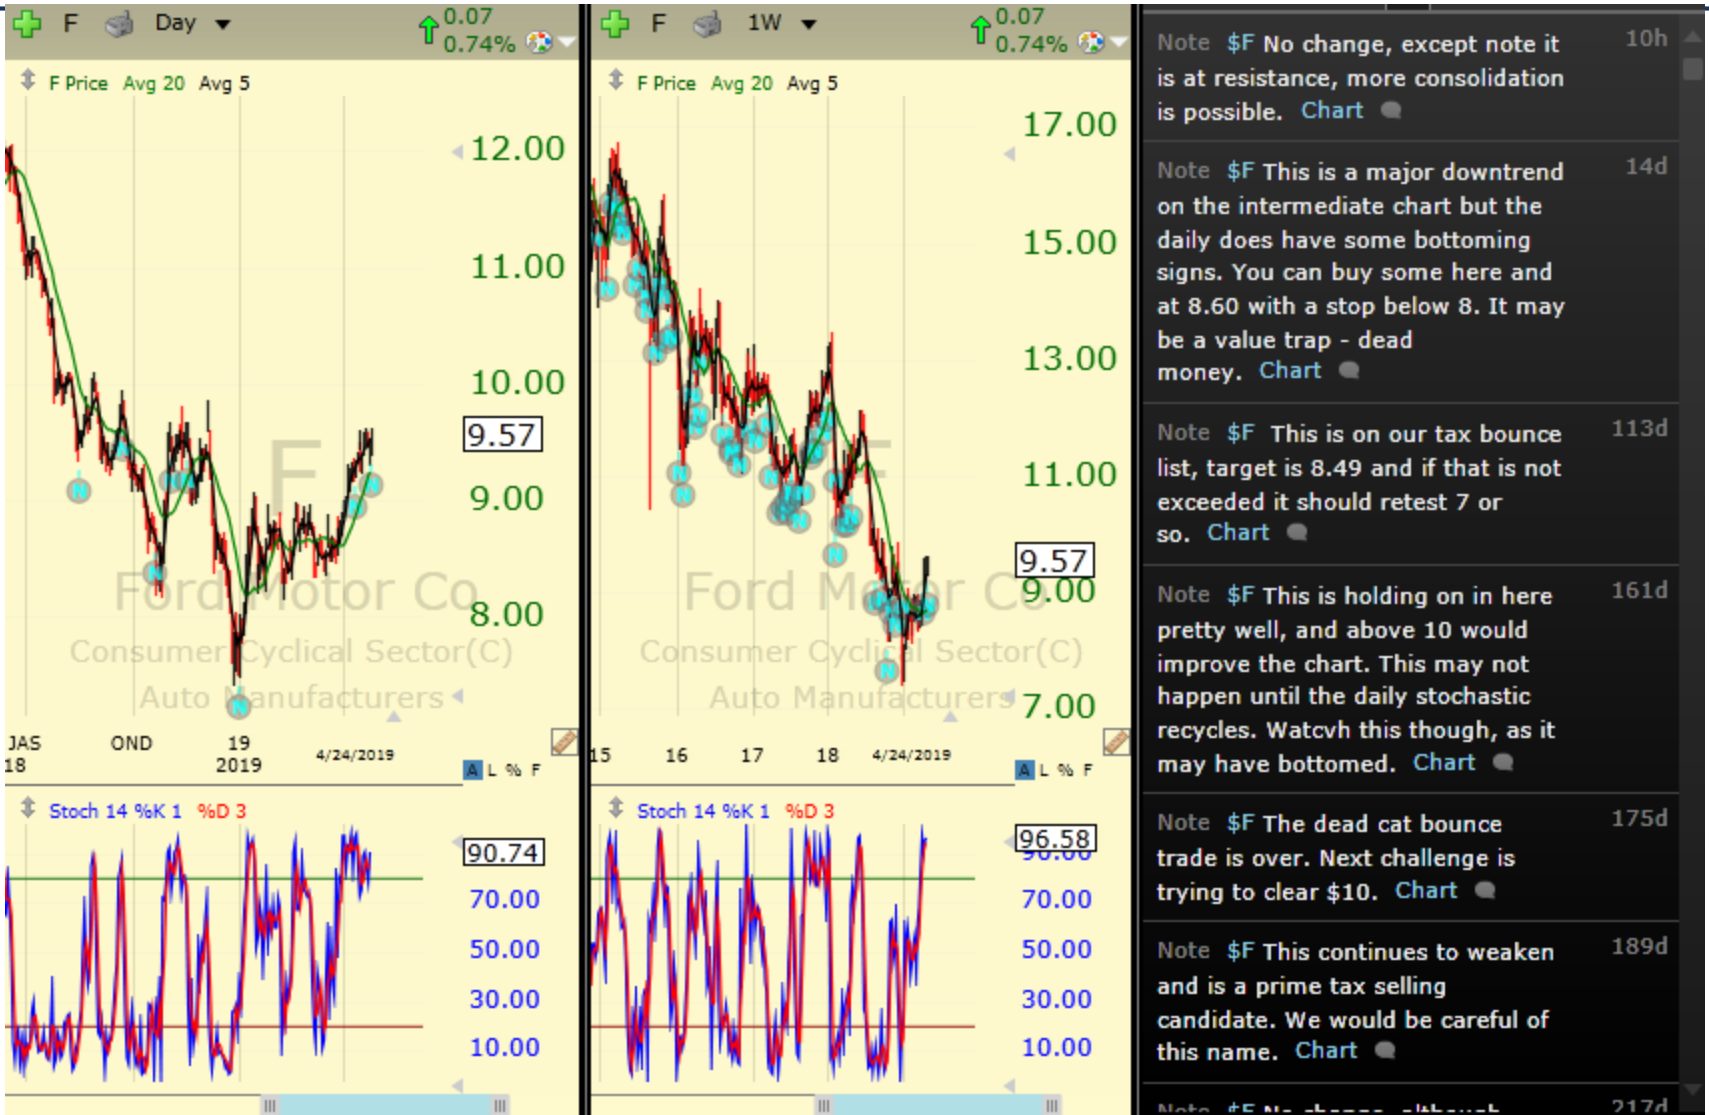 F Day 0.07
0.74%
F Price Avg 20 Avg 5
12.00
11.00
10.00
9.57
9.00
8.00
F
Ford Motor Co
Consumer Cyclical Sector(C)
Auto Manufacturers
JAS OND 19 4/24/2019
18 2019
A L % F
Stoch 14 %K 1 %D 3
90.74
70.00
50.00
30.00
10.00
F 1W 0.07
0.74%
F Price Avg 20 Avg 5
17.00
15.00
13.00
11.00
9.57
9.00
7.00
F
Ford Motor Co
Consumer Cyclical Sector(C)
Auto Manufacturers
15 16 17 18 4/24/2019
A L % F
Stoch 14 %K 1 %D 3
96.58
90.00
70.00
50.00
30.00
10.00
Note $F No change, except note it 10h
is at resistance, more consolidation
is possible. Chart
Note $F This is a major downtrend 14d
on the intermediate chart but the
daily does have some bottoming
signs. You can buy some here and
at 8.60 with a stop below 8. It may
be a value trap - dead
money. Chart
Note $F This is on our tax bounce 113d
list, target is 8.49 and if that is not
exceeded it should retest 7 or
so. Chart
Note $F This is holding on in here 161d
pretty well, and above 10 would
improve the chart. This may not
happen until the daily stochastic
recycles. Watcvh this though, as it
may have bottomed. Chart
Note $F The dead cat bounce 175d
trade is over. Next challenge is
trying to clear $10. Chart
Note $F This continues to weaken 189d
and is a prime tax selling
candidate. We would be careful of
this name. Chart
Note $F No change, although 217d